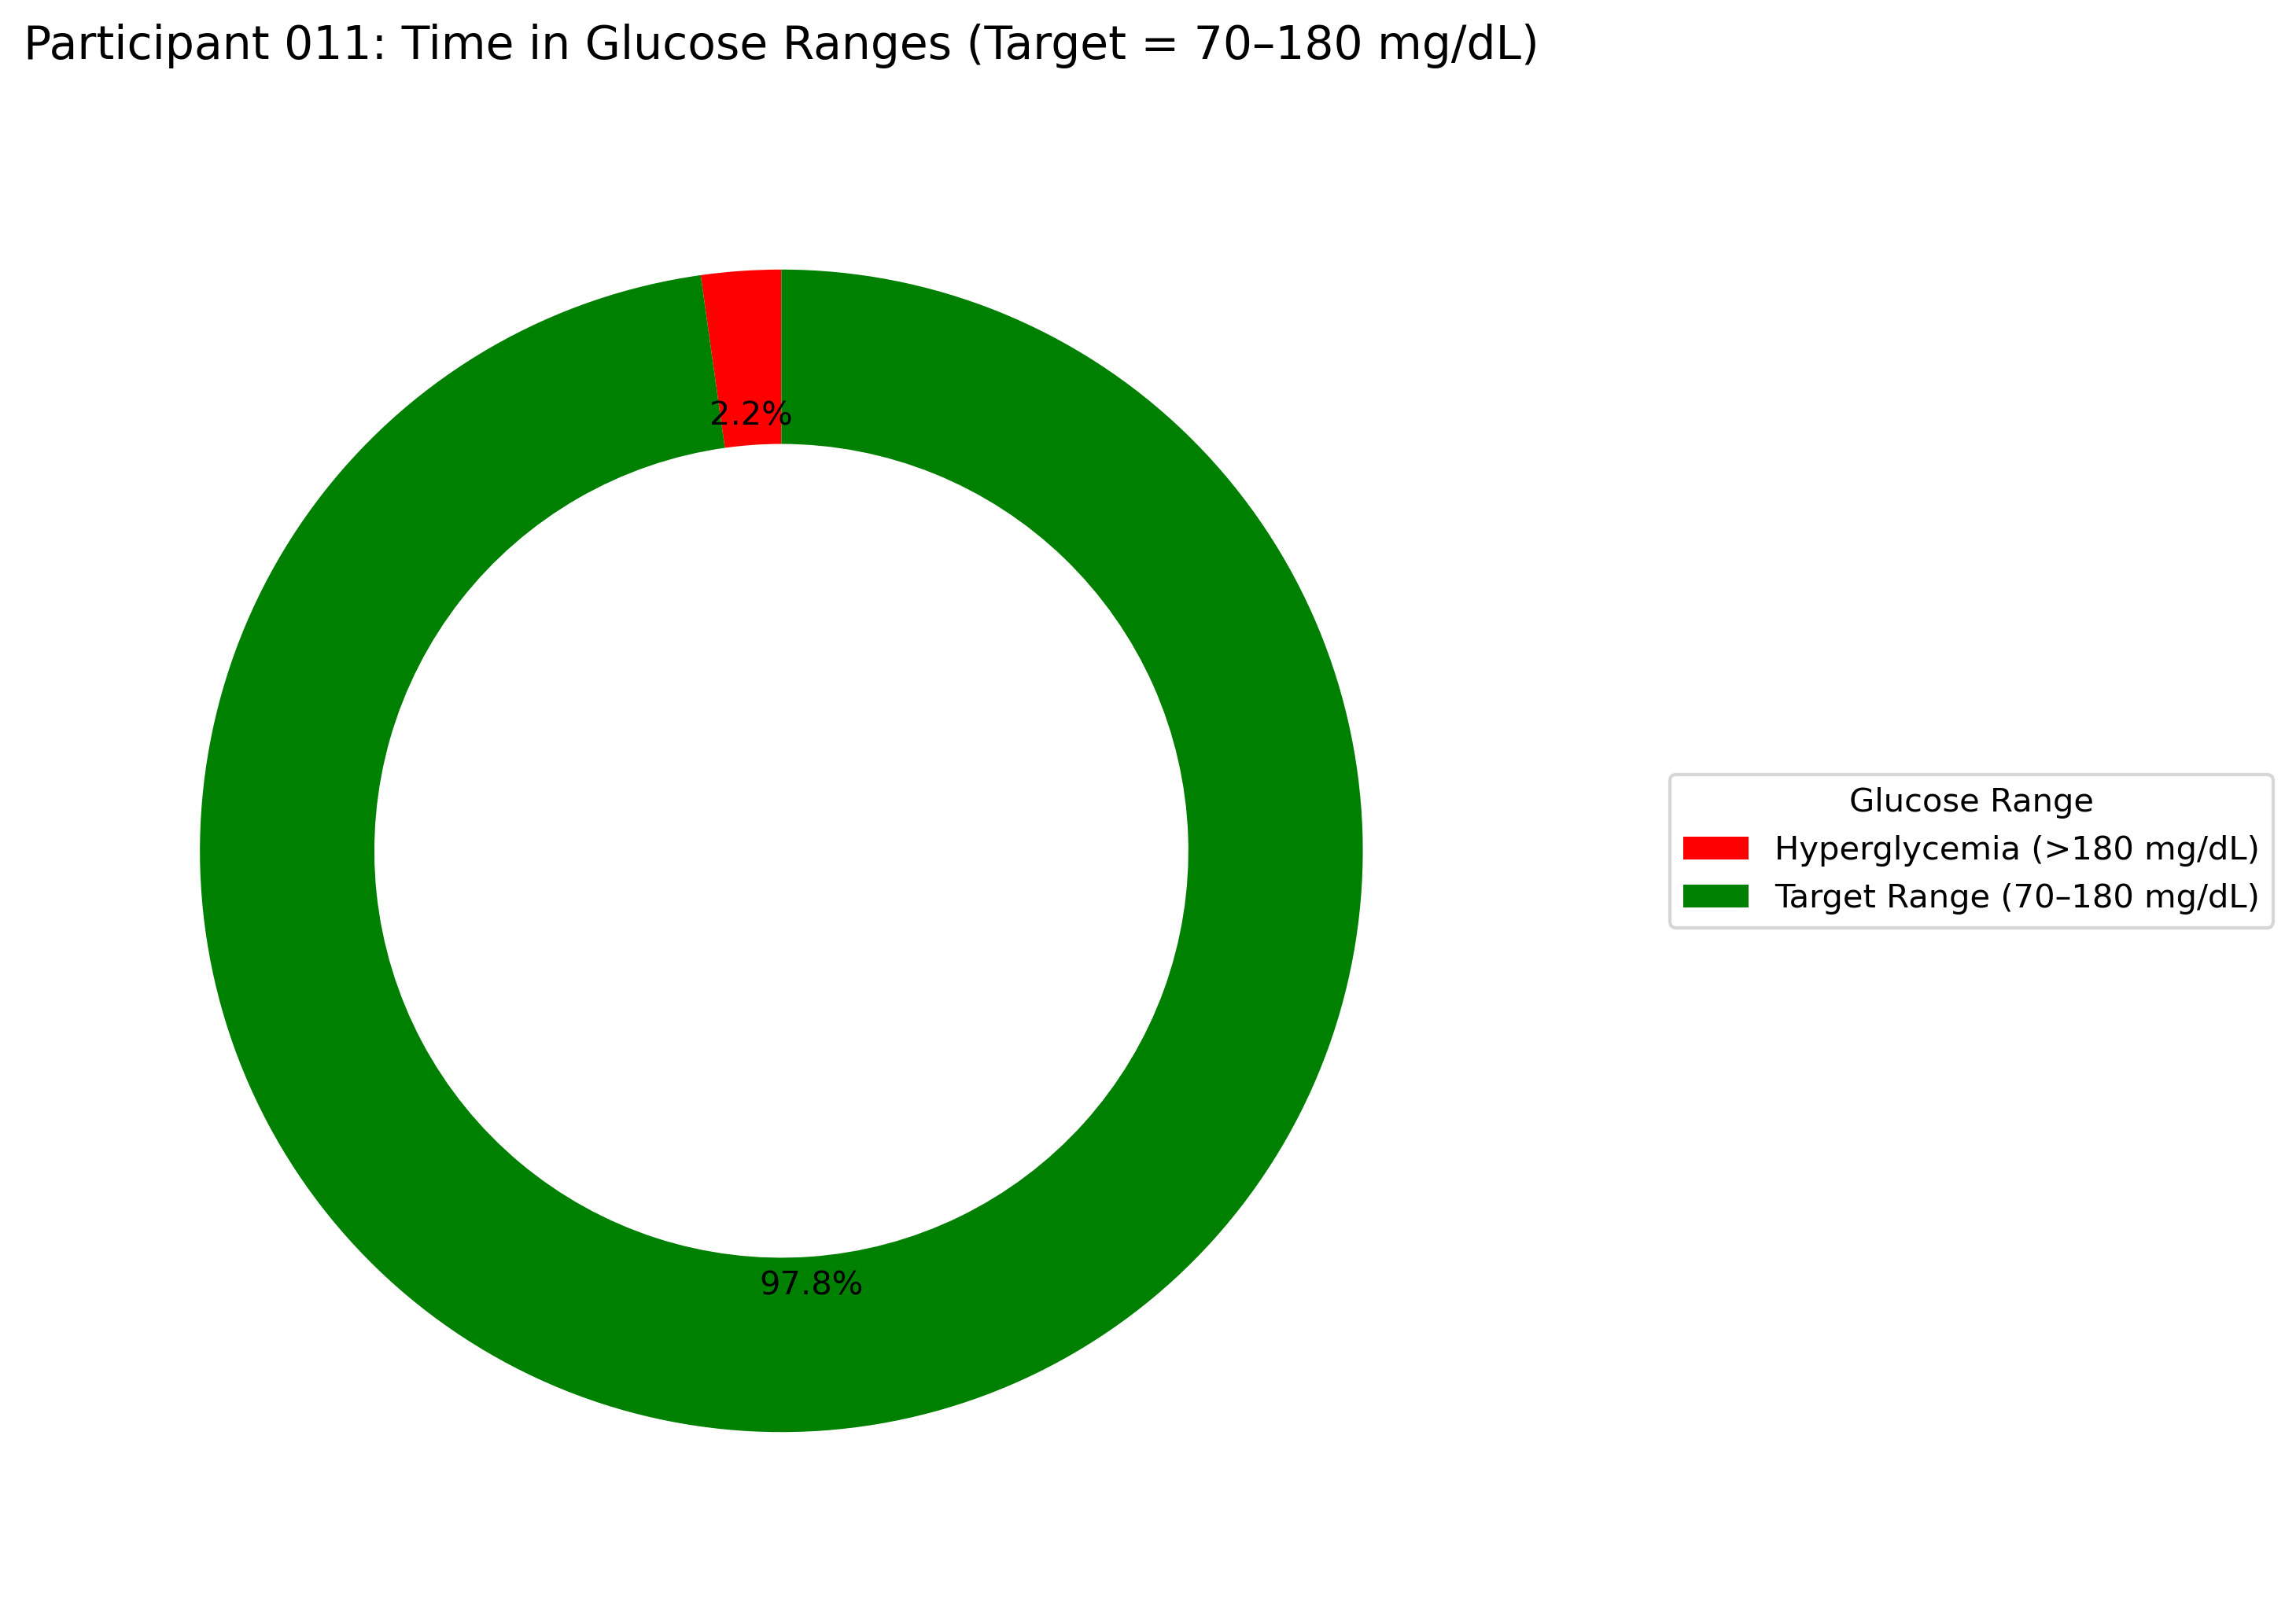 Participant 011: Time in Glucose Ranges (Target = 70–180 mg/dL)
2.2%
Glucose Range
Hyperglycemia (>180 mg/dL)
Target Range (70–180 mg/dL)
97.8%